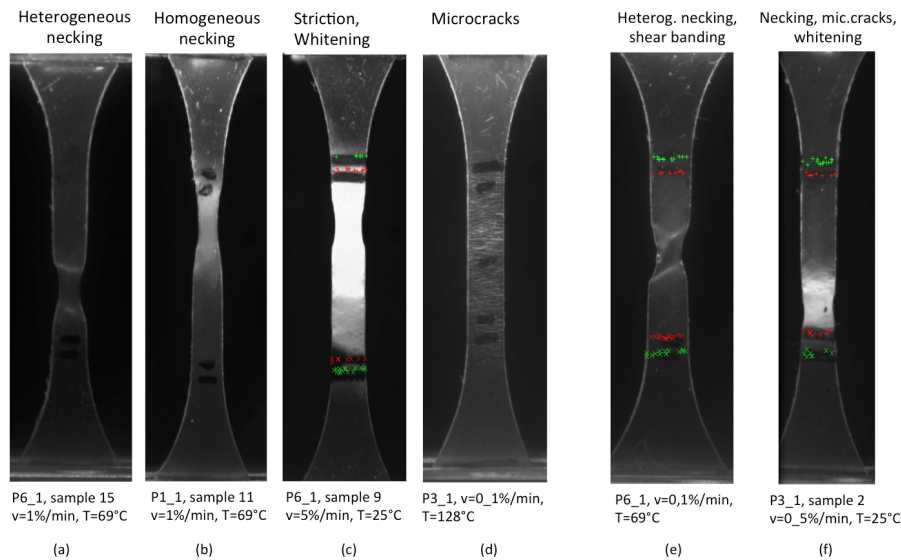 Heterogeneous
necking
Homogeneous
necking
Striction,
Whitening
Microcracks
Heterog. necking,
shear banding
Necking, mic.cracks,
whitening
P6_1, sample 15
v=1%/min, T=69°C
P1_1, sample 11
v=1%/min, T=69°C
P6_1, sample 9
v=5%/min, T=25°C
P3_1, v=0_1%/min,
T=128°C
P6_1, v=0,1%/min,
T=69°C
P3_1, sample 2
v=0_5%/min, T=25°C
(a)
(b)
(c)
(d)
(e)
(f)